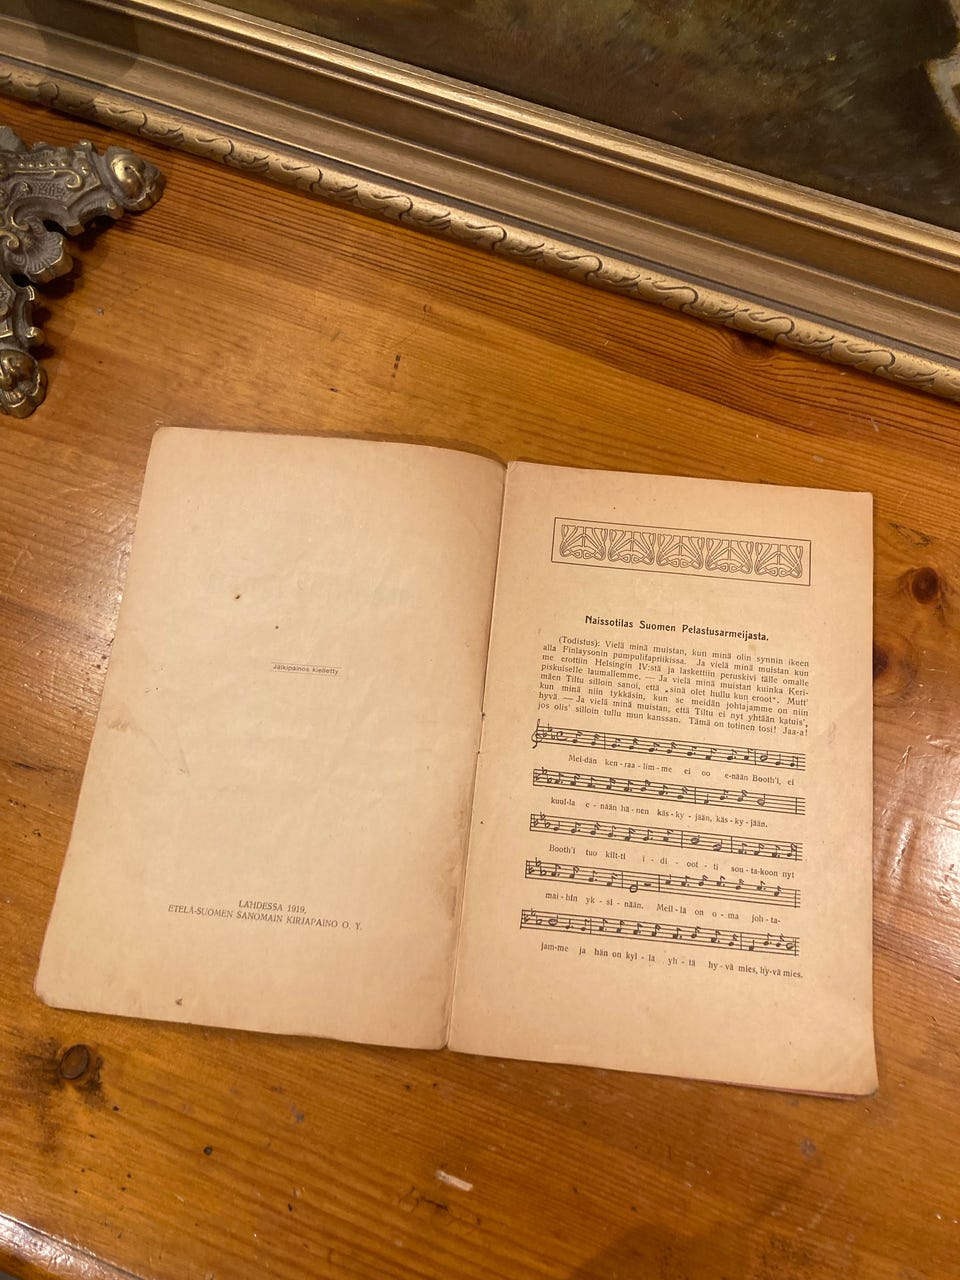 Jälkipainos kielletty
LAHDESSA 1919,
ETELÄ-SUOMEN SANOMAIN KIRJAPAINO O. Y.
Naissotilas Suomen Pelastusarmeijasta.
(Todistus): Vielä minä muistan, kun minä olin synnin ikeen
alla Finlaysonin pumpulifapriikissa. Ja vielä minä muistan kun
me erottiin Helsingin IV:stä ja laskettiin peruskivi tälle omalle
piskuiselle laumallemme. — Ja vielä minä muistan kuinka Keri-
mäen Tiltu silloin sanoi, että „sinä olet hullu kun eroot“. Mutt'
kun minä niin tykkäsin, kun se meidän johtajamme on niin
hyvä. — Ja vielä minä muistan, että Tiltu ei nyt yhtään katuis',
jos olis' silloin tullu mun kanssan. Tämä on totinen tosi! Jaa-a!
Mei-dän ken-raa-lim-me ei oo e-nään Booth'i, ei
kuul-la e-nään hä-nen käs-ky-jään, käs-ky-jään.
Booth'i tuo kilt-ti i-di-oot-ti sou-ta-koon nyt
mai-hin yk-si-nään. Meil-lä on o-ma joh-ta-
jam-me ja hän on kyl-lä yh-tä hy-vä mies, hy-vä mies.